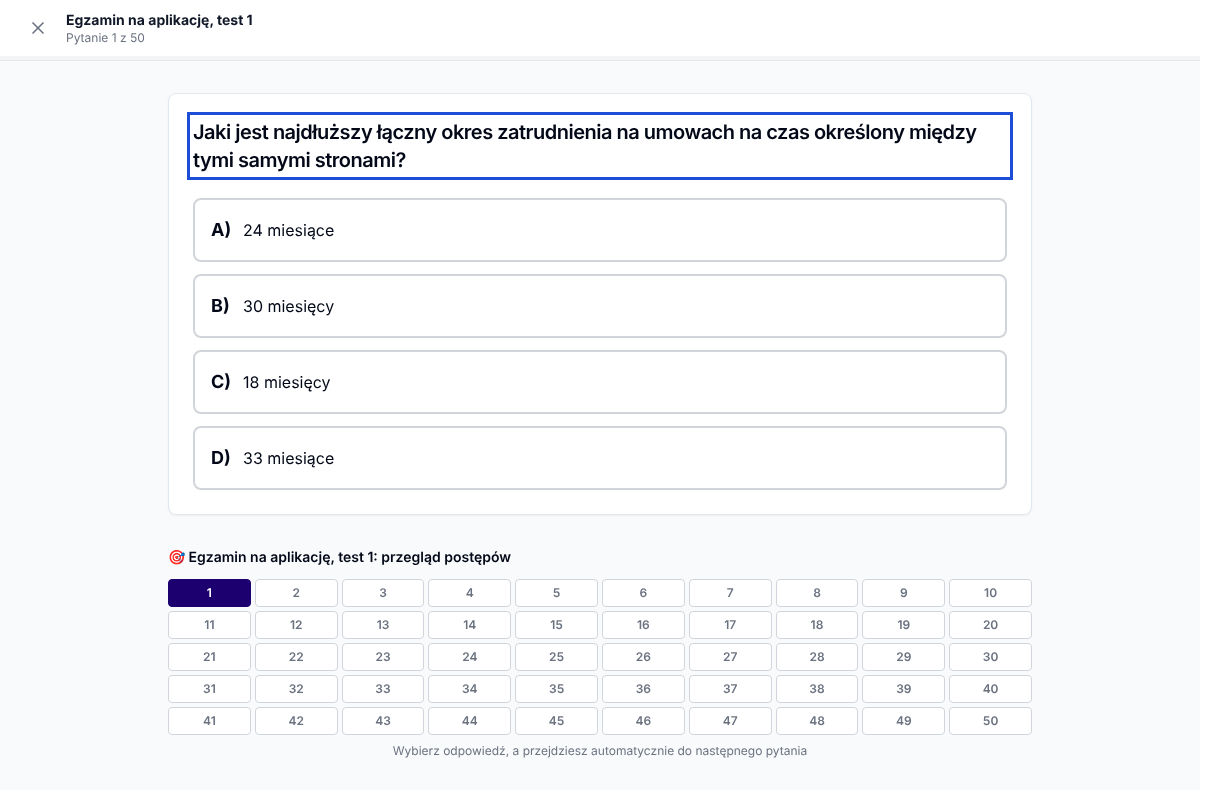 Egzamin na aplikację, test 1
Pytanie 1 z 50
Jaki jest najdłuższy łączny okres zatrudnienia na umowach na czas określony między
tymi samymi stronami?
A) 24 miesiące
B) 30 miesięcy
C) 18 miesięcy
D) 33 miesiące
🎯 Egzamin na aplikację, test 1: przegląd postępów
1 2 3 4 5 6 7 8 9 10
11 12 13 14 15 16 17 18 19 20
21 22 23 24 25 26 27 28 29 30
31 32 33 34 35 36 37 38 39 40
41 42 43 44 45 46 47 48 49 50
Wybierz odpowiedź, a przejdziesz automatycznie do następnego pytania